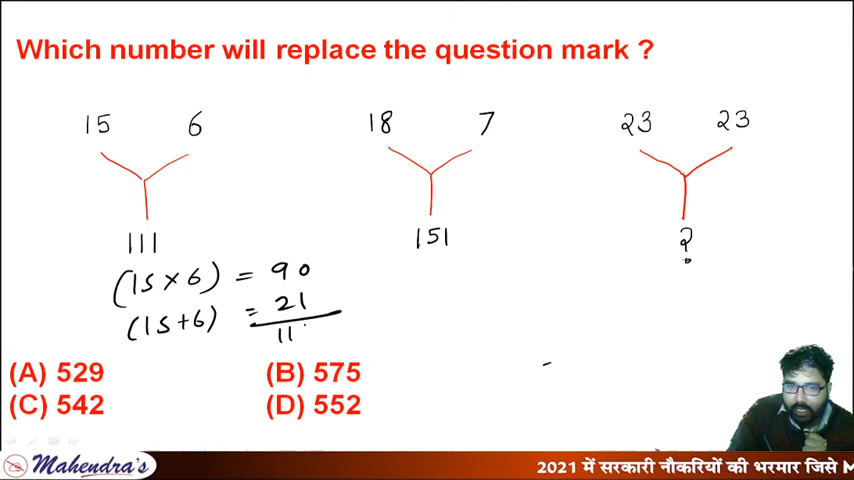 Which number will replace the question mark ?
15 6 18 7 23 23
111 151 ?
(15 × 6) = 90
(15+6) = 21
11
(A) 529 (B) 575
(C) 542 (D) 552
Mahendra's
2021 में सरकारी नौकरियों की भरमार जिसे M